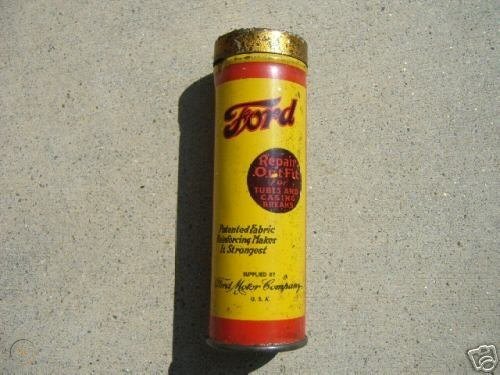 Ford
Repair
Outfit
for
TUBES AND
CASING
BREAKS
Patented Fabric
Reinforcing Makes
It Strongest
SUPPLIED BY
Ford Motor Company
U.S.A.